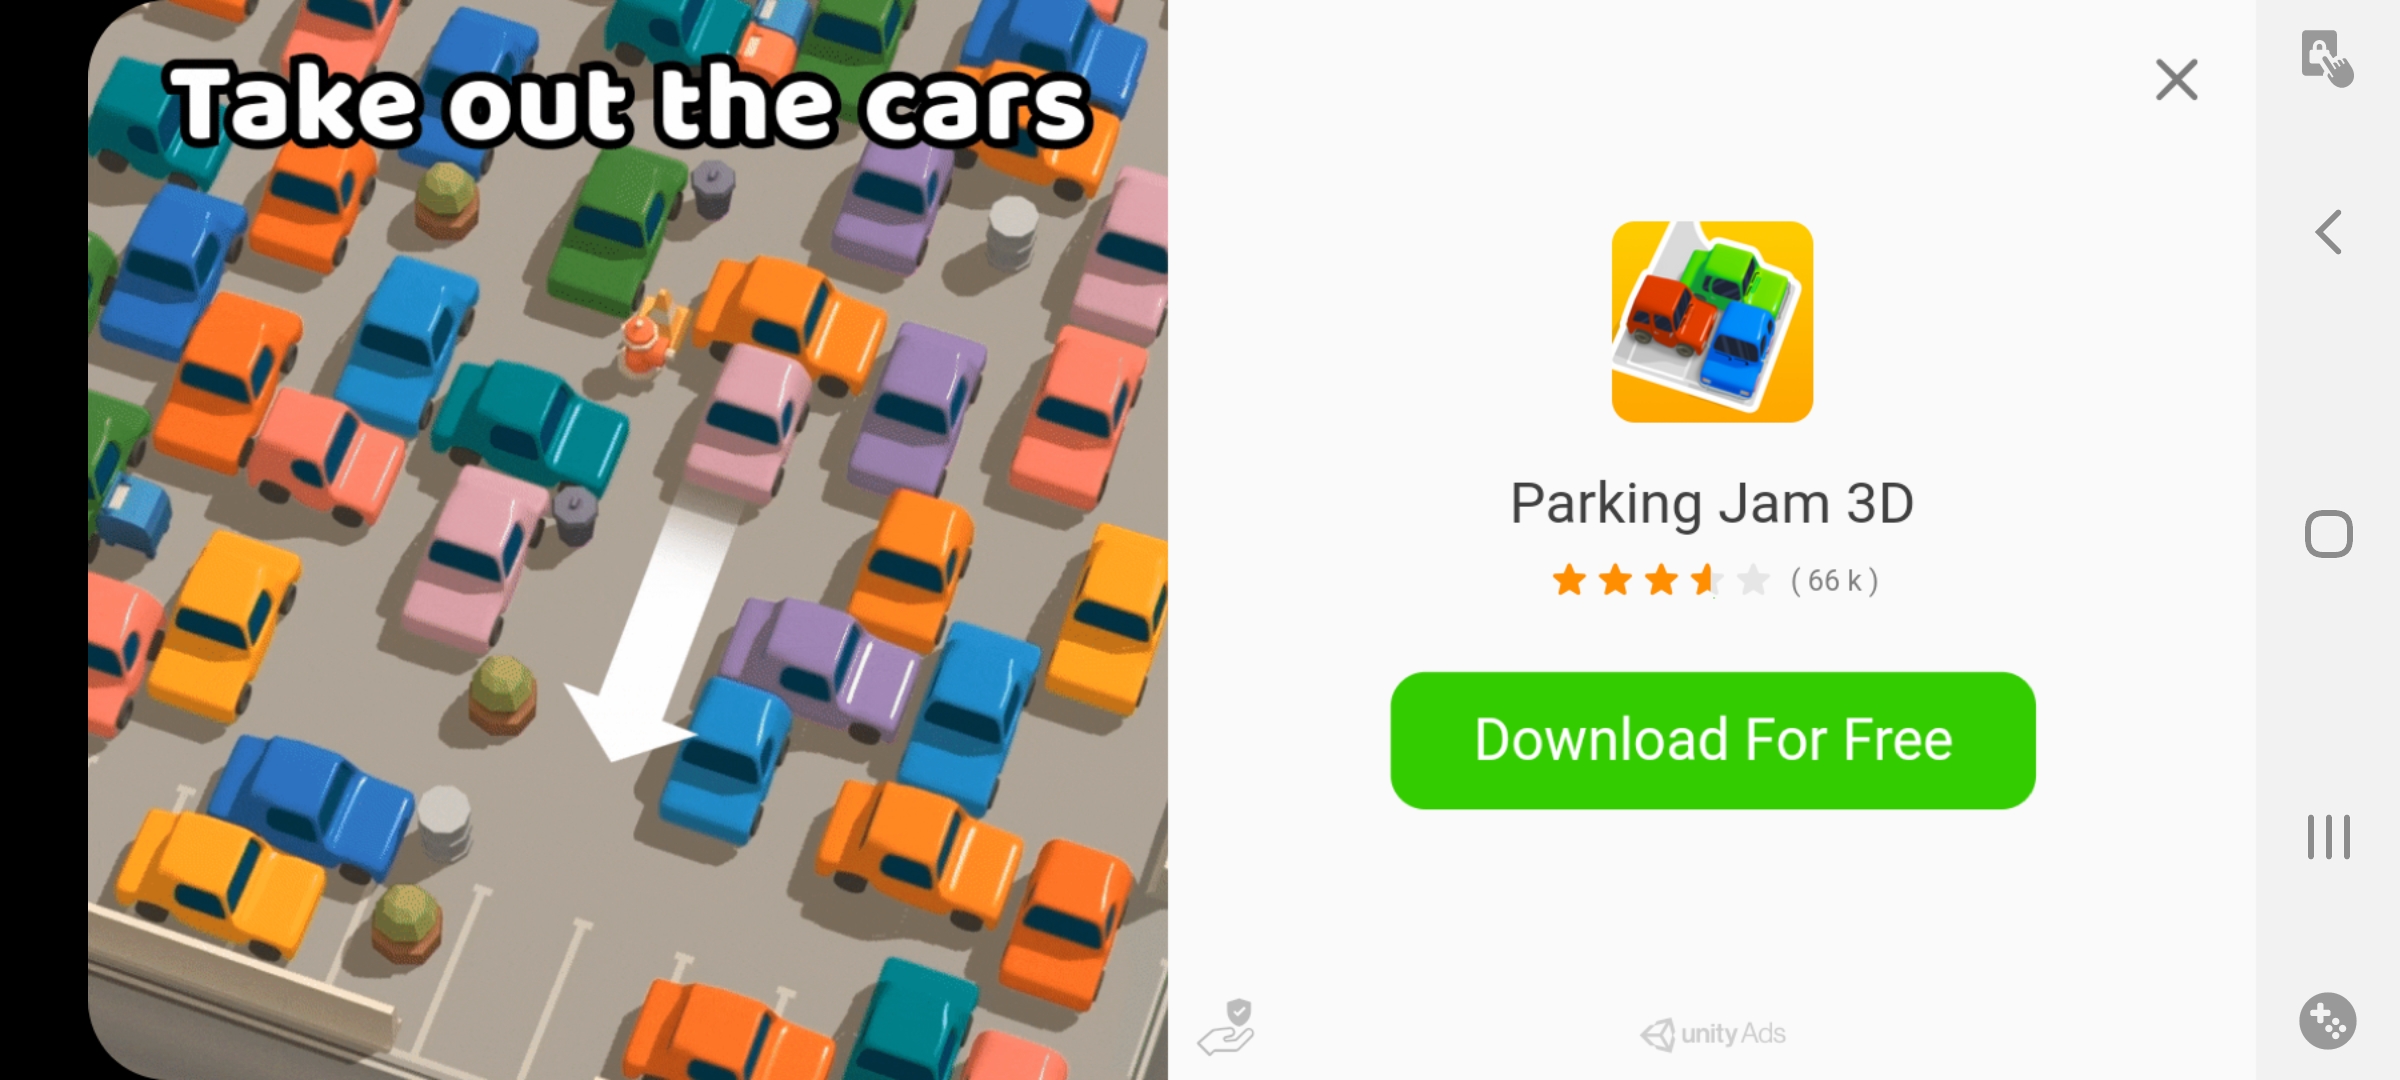 Take out the cars
Parking Jam 3D
( 66 k )
Download For Free
unity Ads